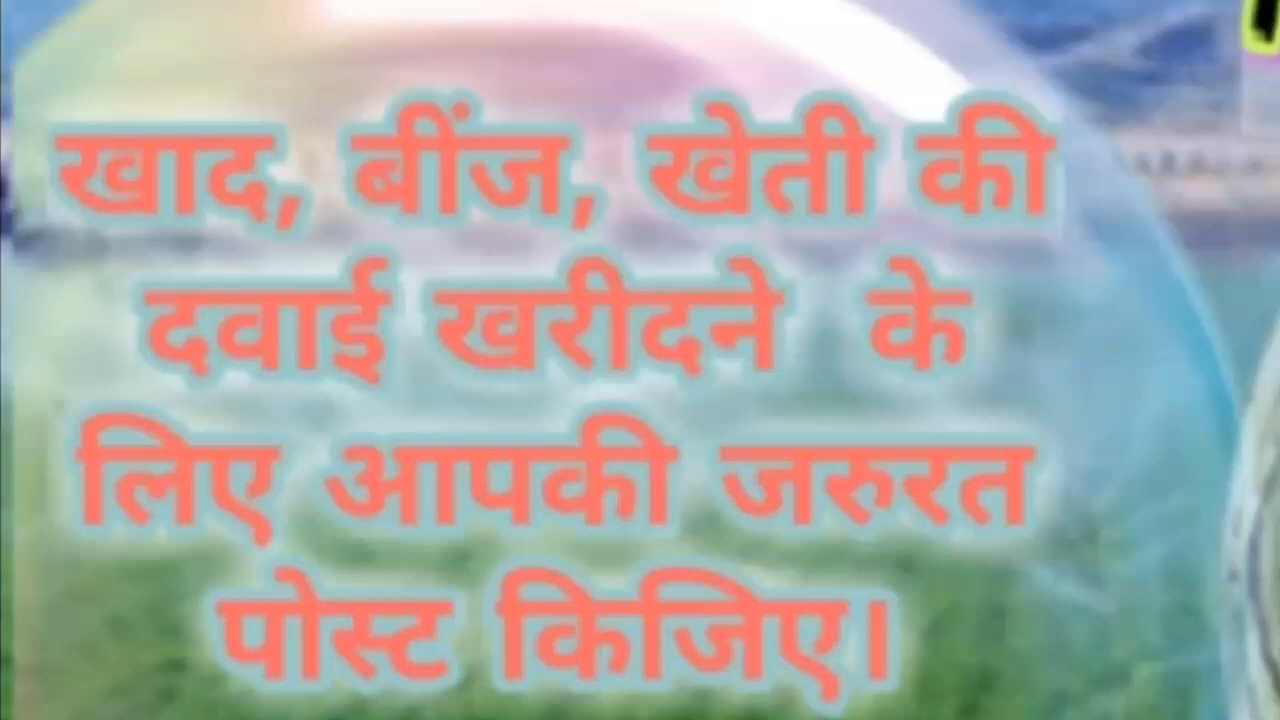 खाद, बींज, खेती की
दवाई खरीदने के
लिए आपकी जरुरत
पोस्ट किजिए।